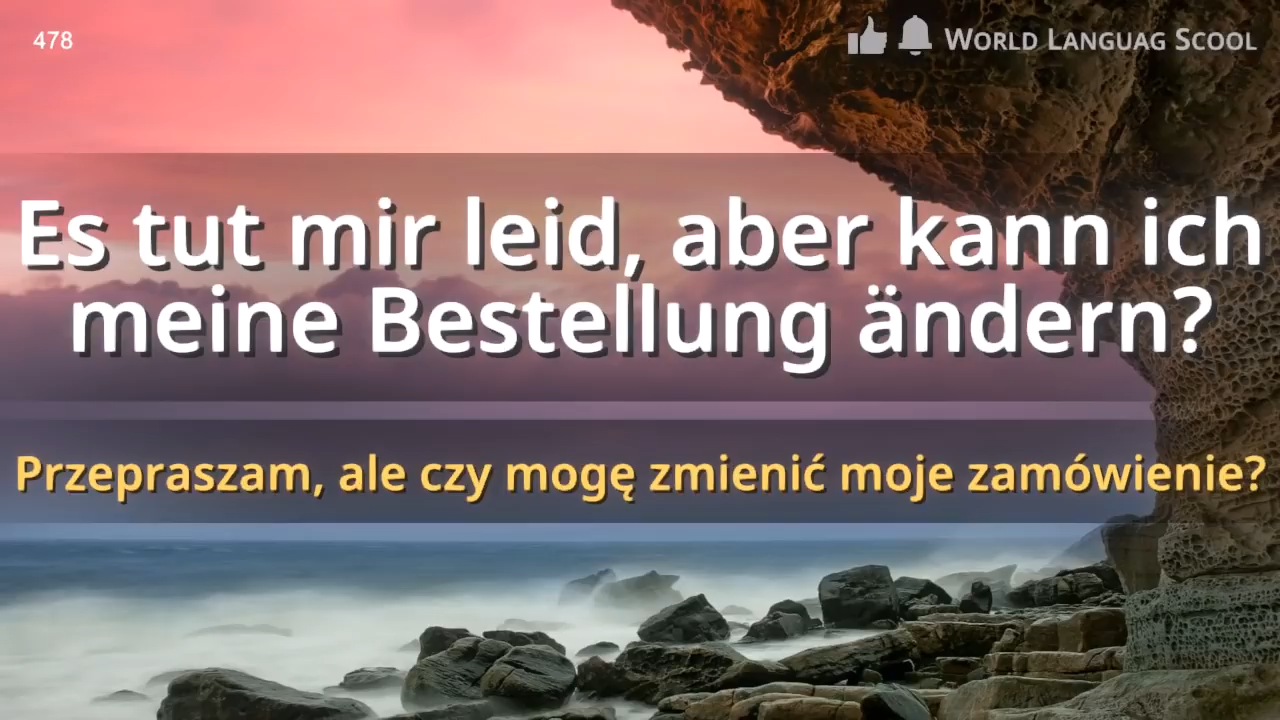 478
World Languag Scool
Es tut mir leid, aber kann ich
meine Bestellung ändern?
Przepraszam, ale czy mogę zmienić moje zamówienie?